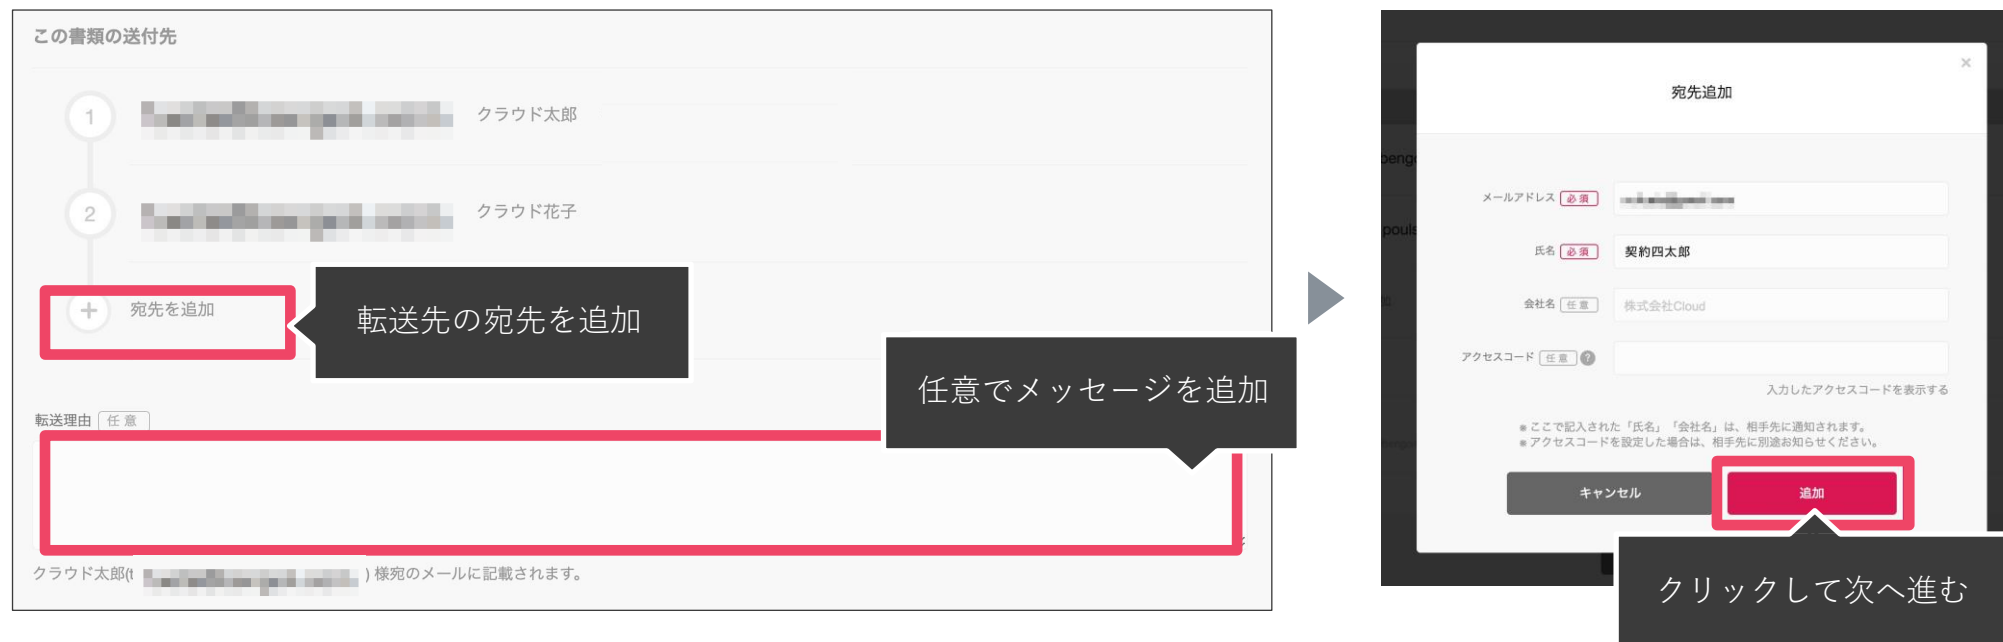 この書類の送付先
1
クラウド太郎
2
クラウド花子
+ 宛先を追加
転送先の宛先を追加
任意でメッセージを追加
転送理由 任意
クラウド太郎(t
) 様宛のメールに記載されます。
×
宛先追加
メールアドレス 必須
氏名 必須 契約四太郎
会社名 任意 株式会社Cloud
アクセスコード 任意 ?
入力したアクセスコードを表示する
※ ここで記入された「氏名」「会社名」は、相手先に通知されます。
※ アクセスコードを設定した場合は、相手先に別途お知らせください。
キャンセル
追加
クリックして次へ進む